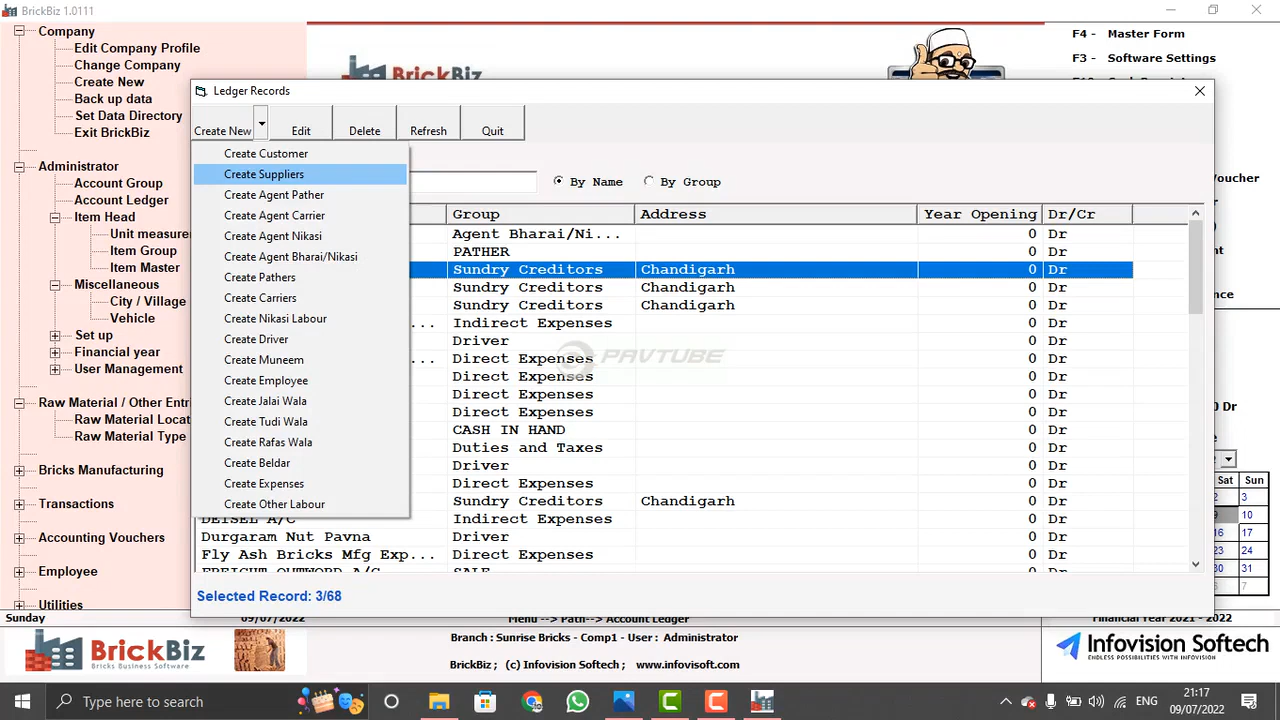 BrickBiz 1.0111
Company
Edit Company Profile
Change Company
Create New
Back up data
Set Data Directory
Exit BrickBiz
Administrator
Account Group
Account Ledger
Item Head
Unit measure
Item Group
Item Master
Miscellaneous
City / Village
Vehicle
Set up
Financial year
User Management
Raw Material / Other Entri
Raw Material Locat
Raw Material Type
Bricks Manufacturing
Transactions
Accounting Vouchers
Employee
Utilities
BrickBiz
F4 - Master Form
F3 - Software Settings
Ledger Records
Create New Edit Delete Refresh Quit
Create Customer
Create Suppliers
Create Agent Pather
Create Agent Carrier
Create Agent Nikasi
Create Agent Bharai/Nikasi
Create Pathers
Create Carriers
Create Nikasi Labour
Create Driver
Create Muneem
Create Employee
Create Jalai Wala
Create Tudi Wala
Create Rafas Wala
Create Beldar
Create Expenses
Create Other Labour
By Name By Group
Group Address Year Opening Dr/Cr
Agent Bharai/Ni... 0 Dr
PATHER 0 Dr
Sundry Creditors Chandigarh 0 Dr
Sundry Creditors Chandigarh 0 Dr
Sundry Creditors Chandigarh 0 Dr
... Indirect Expenses 0 Dr
Driver 0 Dr
... Direct Expenses 0 Dr
Direct Expenses 0 Dr
Direct Expenses 0 Dr
Direct Expenses 0 Dr
CASH IN HAND 0 Dr
Duties and Taxes 0 Dr
Driver 0 Dr
Direct Expenses 0 Dr
Sundry Creditors Chandigarh 0 Dr
DEISEL A/C Indirect Expenses 0 Dr
Durgaram Nut Pavna Driver 0 Dr
Fly Ash Bricks Mfg Exp... Direct Expenses 0 Dr
FREIGHT OUTWORD A/C SALE 0 Dr
PAVTUBE
Selected Record: 3/68
oucher
nt
nce
0 Dr
Sat Sun
2 3
9 10
16 17
23 24
30 31
6 7
Sunday 09/07/2022 Menu --> Path--> Account Ledger Financial Year 2021 - 2022
BrickBiz
Bricks Business Software
Branch : Sunrise Bricks - Comp1 - User : Administrator
BrickBiz ; (c) Infovision Softech ; www.infovisoft.com
Infovision Softech
ENDLESS POSSIBILITIES WITH INFOVISION
Type here to search
ENG
21:17
09/07/2022